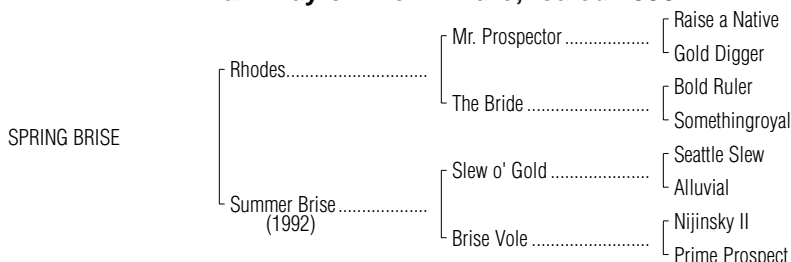 Raise a Native
Mr. Prospector
Gold Digger
Rhodes
Bold Ruler
The Bride
Somethingroyal
SPRING BRISE
Seattle Slew
Slew o' Gold
Alluvial
Summer Brise
(1992)
Nijinsky II
Brise Vole
Prime Prospect